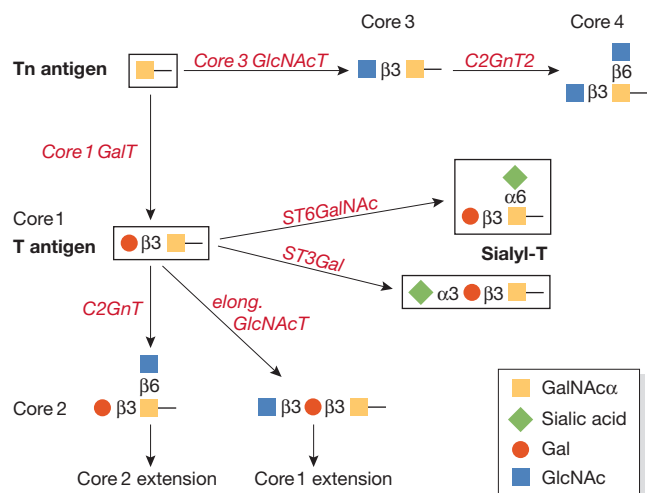 Core 3
Core 4
Tn antigen
Core 3 GlcNAcT
β3
C2GnT2
β6
β3
Core 1 GalT
Core1
T antigen
β3
ST6GalNAc
α6
β3
Sialyl-T
ST3Gal
α3
β3
C2GnT
elong.
GlcNAcT
β6
Core 2
β3
β3
β3
Core 2 extension
Core 1 extension
GalNAcα
Sialic acid
Gal
GlcNAc